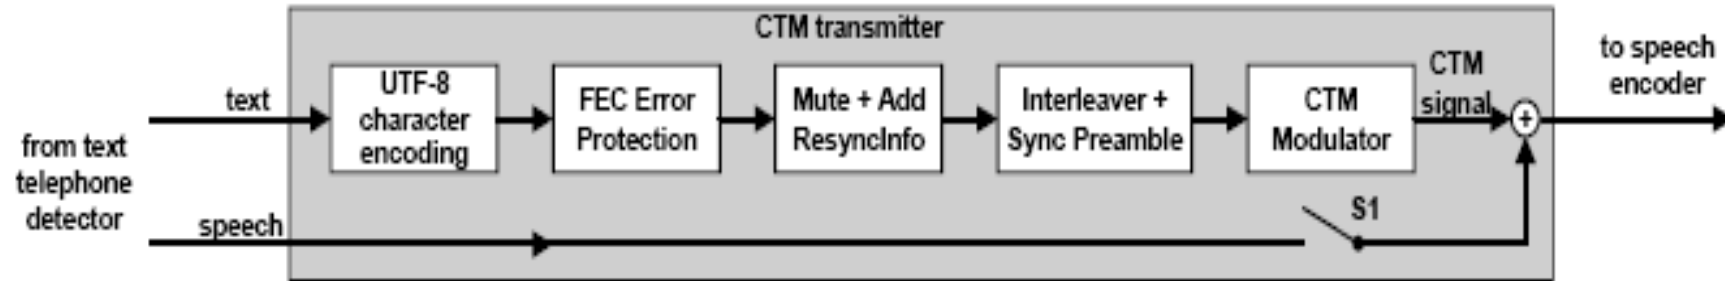 CTM transmitter
from text
telephone
detector
text
speech
UTF-8
character
encoding
FEC Error
Protection
Mute + Add
ResyncInfo
Interleaver +
Sync Preamble
CTM
Modulator
CTM
signal
+
S1
to speech
encoder